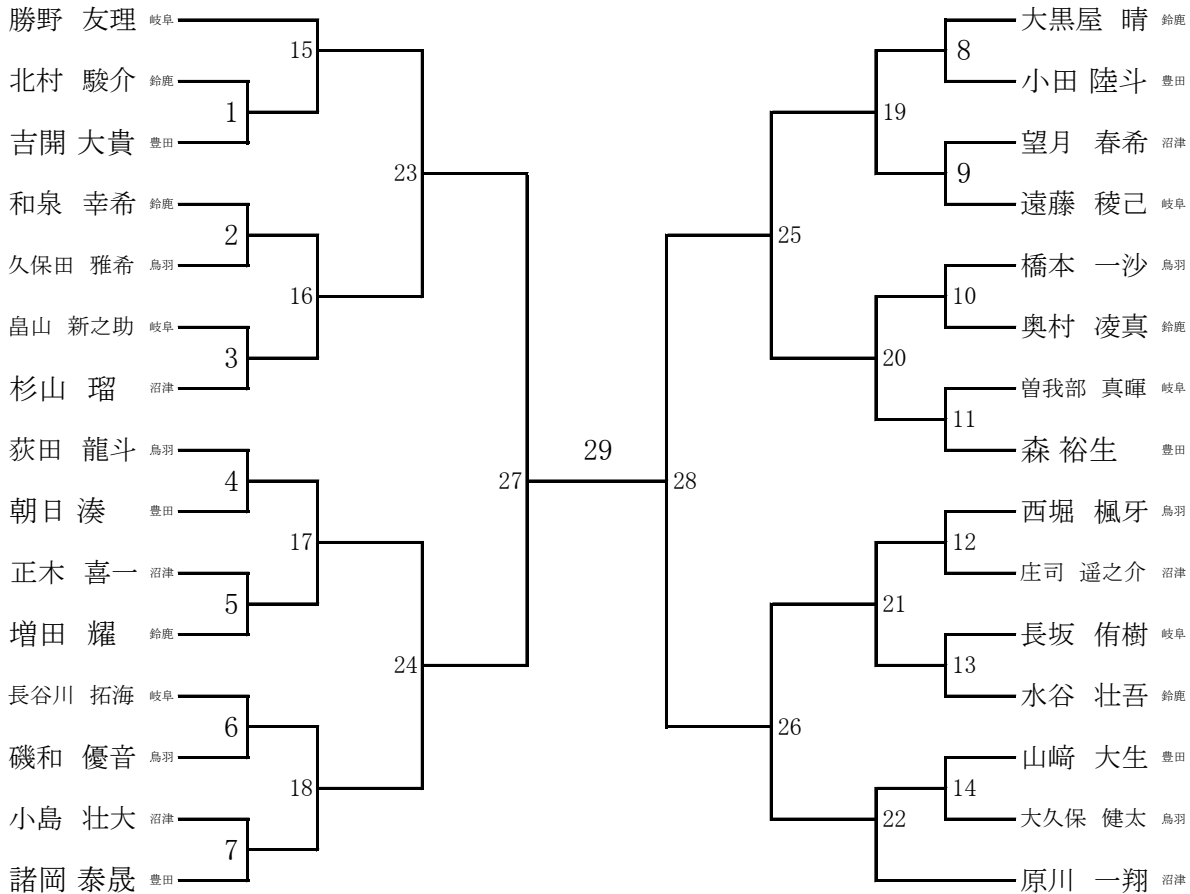 勝野 友理 岐阜
15
北村 駿介 鈴鹿
1
吉開 大貴 豊田
23
和泉 幸希 鈴鹿
2
久保田 雅希 鳥羽
16
畠山 新之助 岐阜
3
杉山 瑠 沼津
荻田 龍斗 鳥羽
4
朝日 湊 豊田
17
正木 喜一 沼津
5
増田 耀 鈴鹿
24
長谷川 拓海 岐阜
6
磯和 優音 鳥羽
18
小島 壮大 沼津
7
諸岡 泰晟 豊田
27
29
28
大黒屋 晴 鈴鹿
8
小田 陸斗 豊田
19
望月 春希 沼津
9
遠藤 稜己 岐阜
25
橋本 一沙 鳥羽
10
奥村 凌真 鈴鹿
20
曽我部 真暉 岐阜
11
森 裕生 豊田
西堀 楓牙 鳥羽
12
庄司 遥之介 沼津
21
長坂 侑樹 岐阜
13
水谷 壮吾 鈴鹿
26
山﨑 大生 豊田
14
大久保 健太 鳥羽
22
原川 一翔 沼津